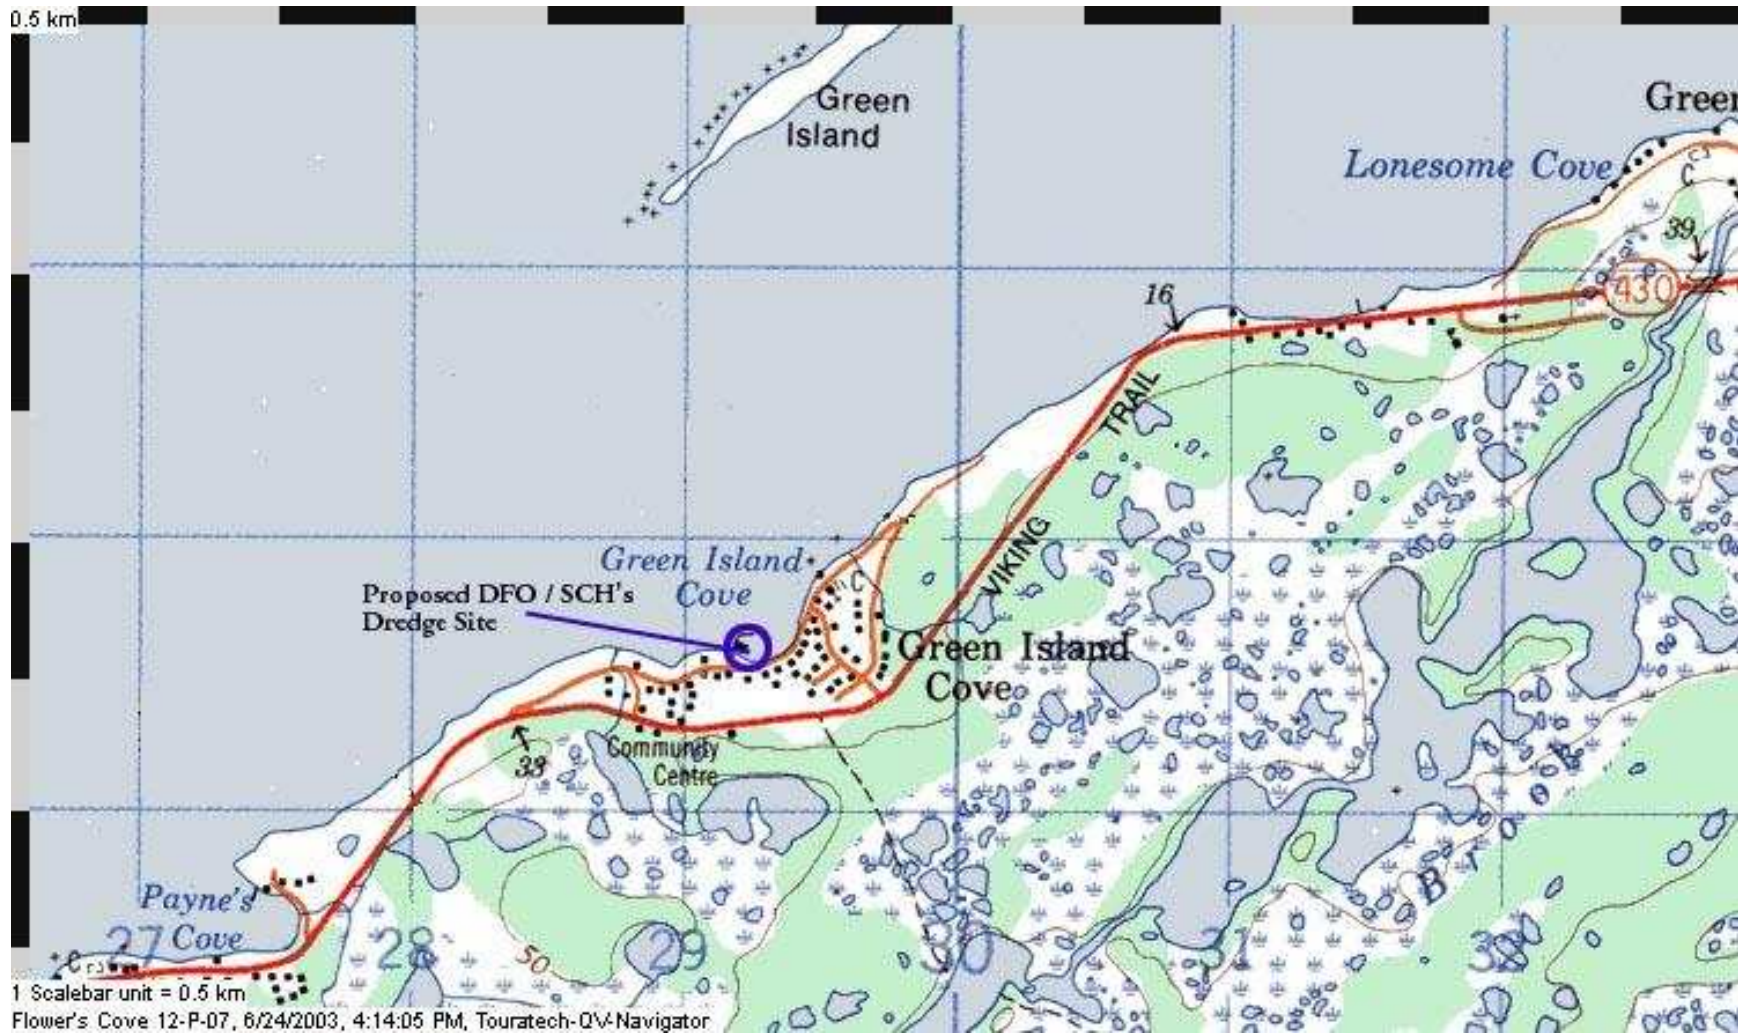 0.5 km
Green
Island
Green
Lonesome Cove
C
39
430
16
TRAIL
VIKING
Green Island
Cove
C
Proposed DFO / SCH's
Dredge Site
Green Island
Cove
Community
Centre
33
Payne's
Cove
C
27
28
29
30
31
50
B r o o k
1 Scalebar unit = 0.5 km
Flower's Cove 12-P-07, 6/24/2003, 4:14:05 PM, Touratech-QV-Navigator